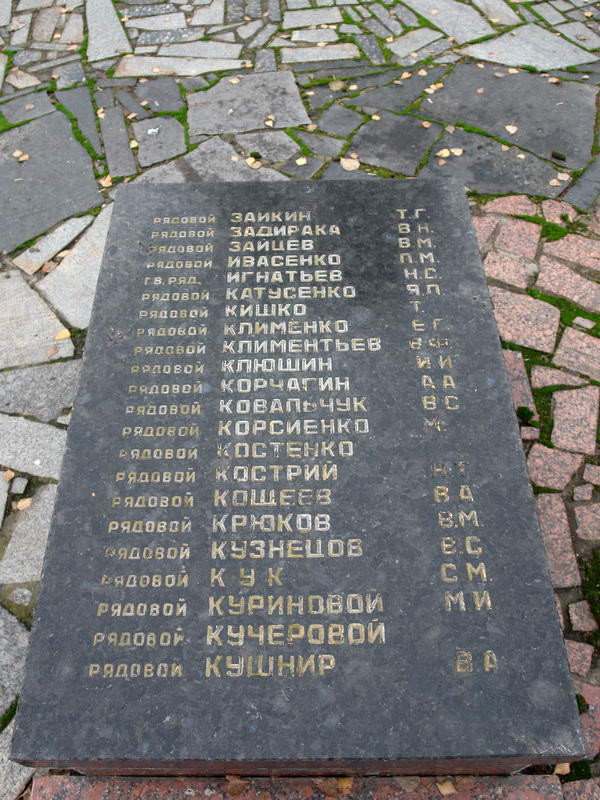 РЯДОВОЙ ЗАИКИН Т.Г.
РЯДОВОЙ ЗАДИРАКА В.Н.
РЯДОВОЙ ЗАЙЦЕВ В.М.
РЯДОВОЙ ИВАСЕНКО П.М.
ГВ.РЯД. ИГНАТЬЕВ Н.С.
РЯДОВОЙ КАТУСЕНКО Я.П.
РЯДОВОЙ КИШКО Т.
РЯДОВОЙ КЛИМЕНКО Е.Г.
РЯДОВОЙ КЛИМЕНТЬЕВ В.Ф.
РЯДОВОЙ КЛЮШИН И И
РЯДОВОЙ КОРЧАГИН А А
РЯДОВОЙ КОВАЛЬЧУК В С
РЯДОВОЙ КОРСИЕНКО М.
РЯДОВОЙ КОСТЕНКО
РЯДОВОЙ КОСТРИЙ Н.Т.
РЯДОВОЙ КОЩЕЕВ В А
РЯДОВОЙ КРЮКОВ В.М.
РЯДОВОЙ КУЗНЕЦОВ В.С.
РЯДОВОЙ КУК С М.
РЯДОВОЙ КУРИНОВОЙ М И
РЯДОВОЙ КУЧЕРОВОЙ
РЯДОВОЙ КУШНИР В.А.